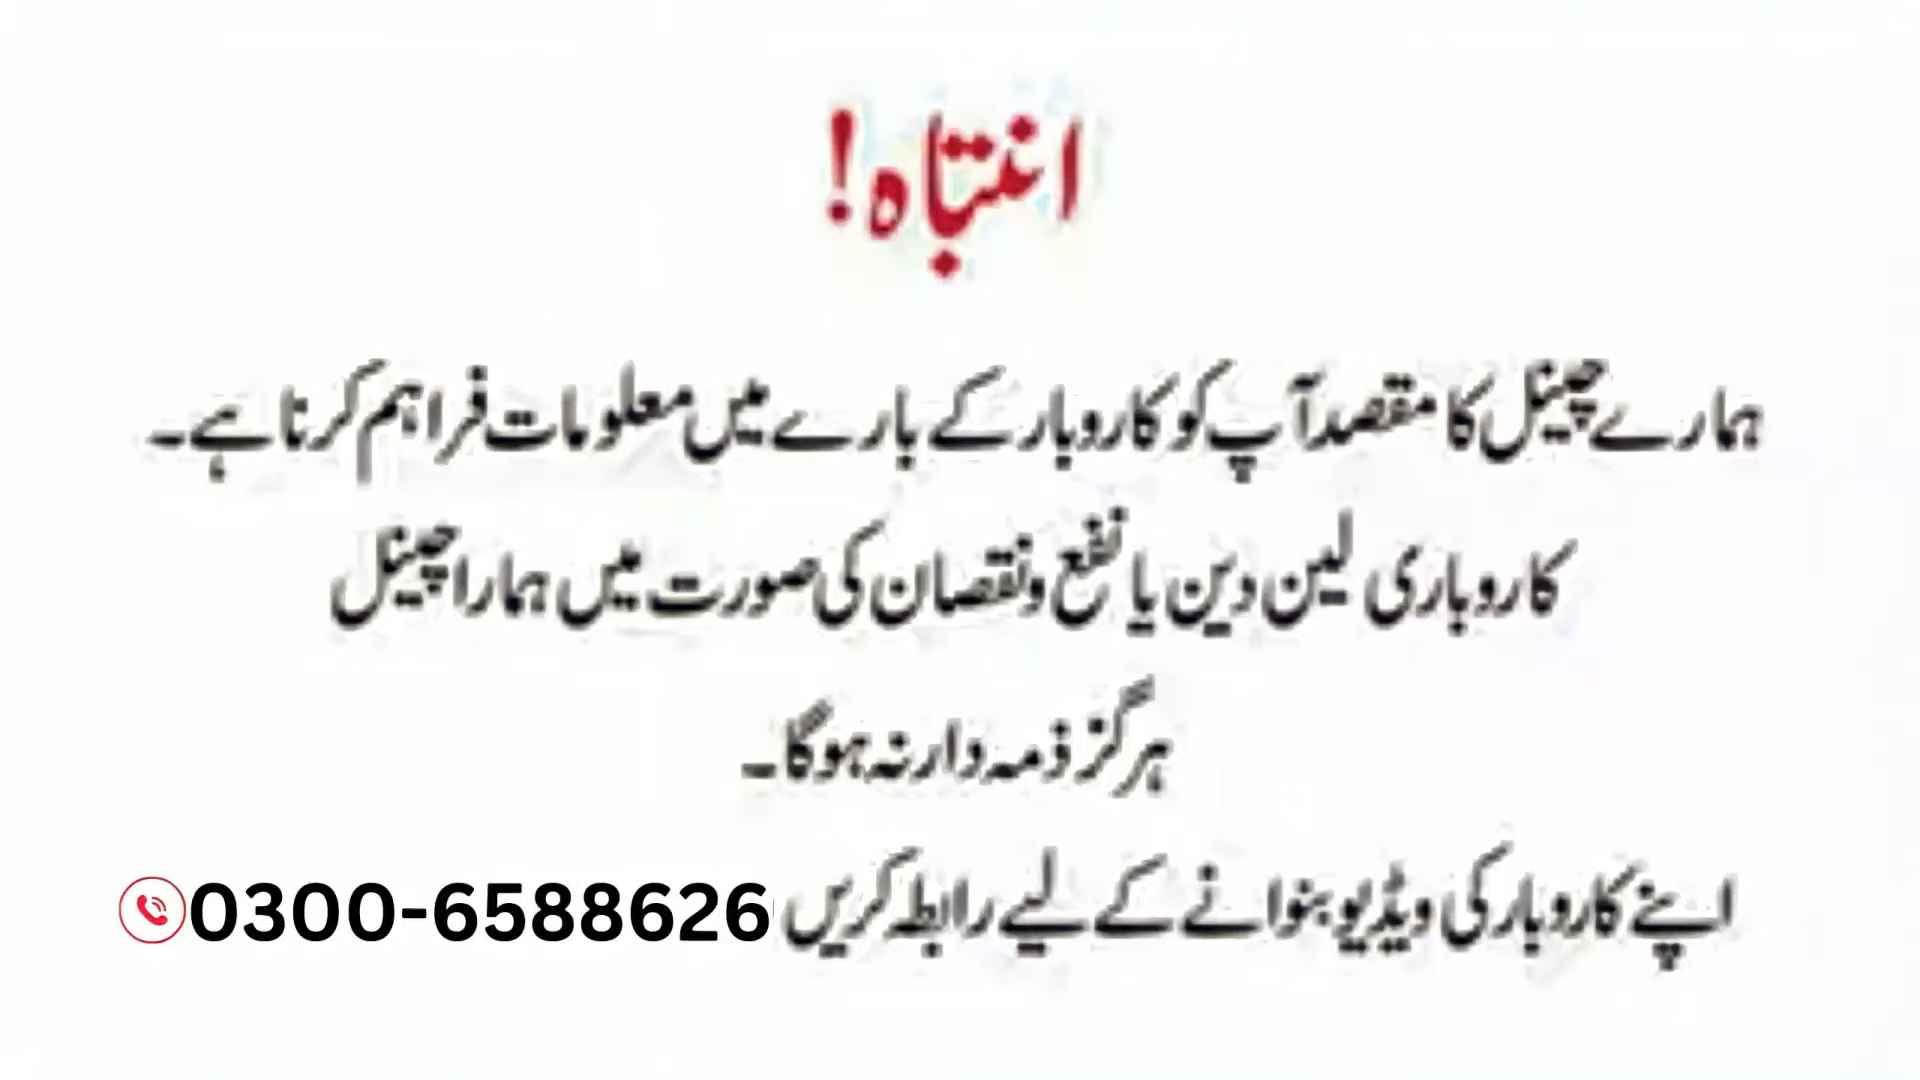 انتباہ!
ہمارے چینل کا مقصد آپ کو کاروبار کے بارے میں معلومات فراہم کرنا ہے۔
کاروباری لین دین یا نفع ونقصان کی صورت میں ہمارا چینل
ہرگز ذمہ دار نہ ہوگا۔
اپنے کاروبار کی ویڈیو بنوانے کے لیے رابطہ کریں 0300-6588626